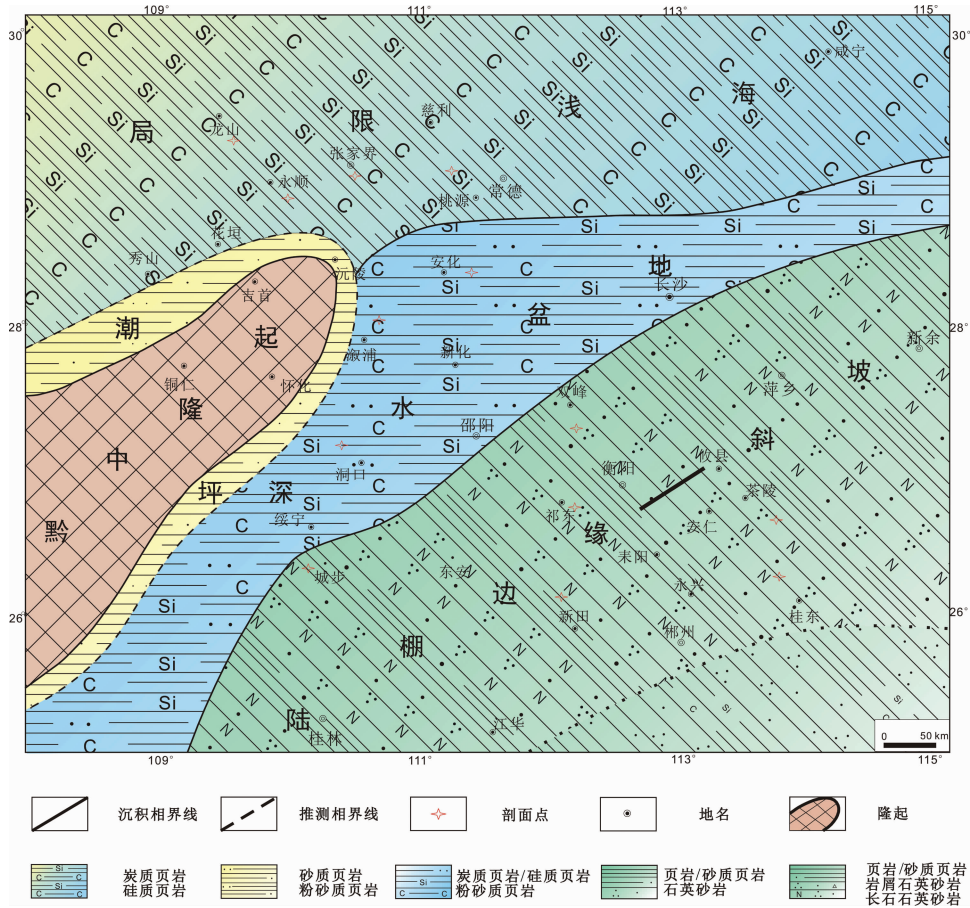 109° 111° 113° 115°
30° 30°
咸宁
海
浅
慈利
限
局
龙山
张家界
永顺
常德
桃源
花垣
秀山
沅陵
安化
地
长沙
吉首
盆
潮
起
28° 28°
溆浦
新化
新余
铜仁
怀化
隆
双峰
萍乡
坡
水
邵阳
斜
中
洞口
衡阳
攸县
坪
深
茶陵
绥宁
祁东
安仁
黔
缘
耒阳
城步
东安
永兴
边
桂东
26° 26°
新田
郴州
棚
陆
桂林
江华
0 50 km
109° 111° 113° 115°
沉积相界线 推测相界线 剖面点 地名 隆起
炭质页岩
硅质页岩
砂质页岩
粉砂质页岩
炭质页岩/硅质页岩
粉砂质页岩
页岩/砂质页岩
石英砂岩
页岩/砂质页岩
岩屑石英砂岩
长石石英砂岩